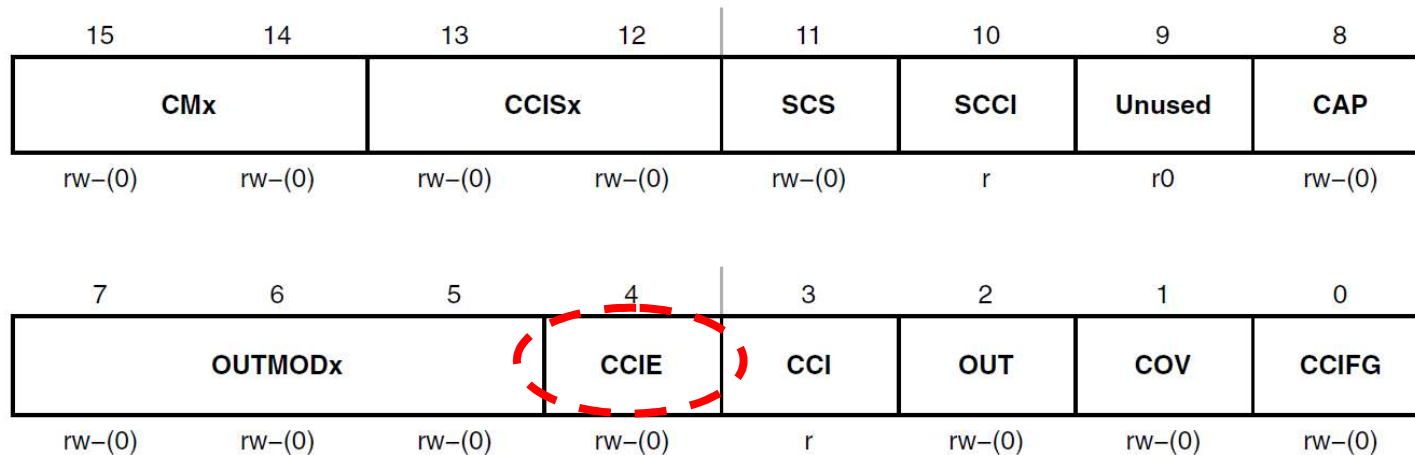 15 14 13 12 11 10 9 8
CMx CCISx SCS SCCI Unused CAP
rw−(0) rw−(0) rw−(0) rw−(0) rw−(0) r r0 rw−(0)
7 6 5 4 3 2 1 0
OUTMODx CCIE CCI OUT COV CCIFG
rw−(0) rw−(0) rw−(0) rw−(0) r rw−(0) rw−(0) rw−(0)